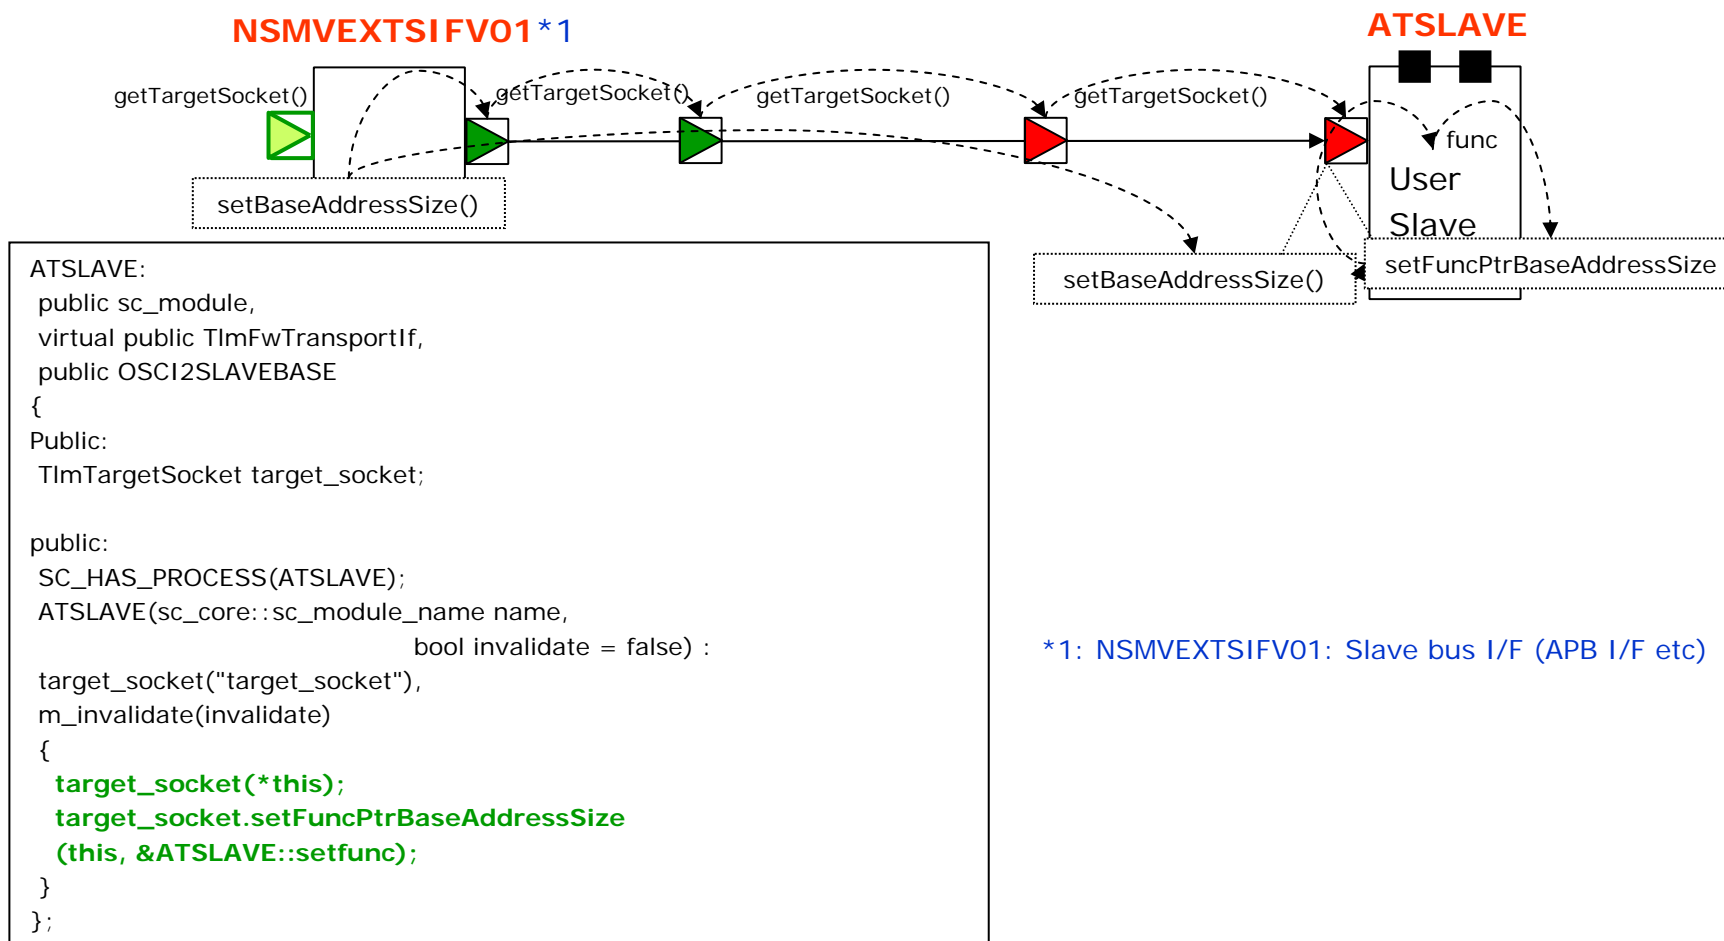 NSMVEXTSIFV01*1
ATSLAVE
getTargetSocket()
getTargetSocket()
getTargetSocket()
getTargetSocket()
func
User
Slave
setBaseAddressSize()
setBaseAddressSize()
setFuncPtrBaseAddressSize
ATSLAVE:
public sc_module,
virtual public TlmFwTransportIf,
public OSCI2SLAVEBASE
{
Public:
TlmTargetSocket target_socket;
public:
SC_HAS_PROCESS(ATSLAVE);
ATSLAVE(sc_core::sc_module_name name,
bool invalidate = false) :
target_socket("target_socket"),
m_invalidate(invalidate)
{
target_socket(*this);
target_socket.setFuncPtrBaseAddressSize
(this, &ATSLAVE::setfunc);
}
};
*1: NSMVEXTSIFV01: Slave bus I/F (APB I/F etc)